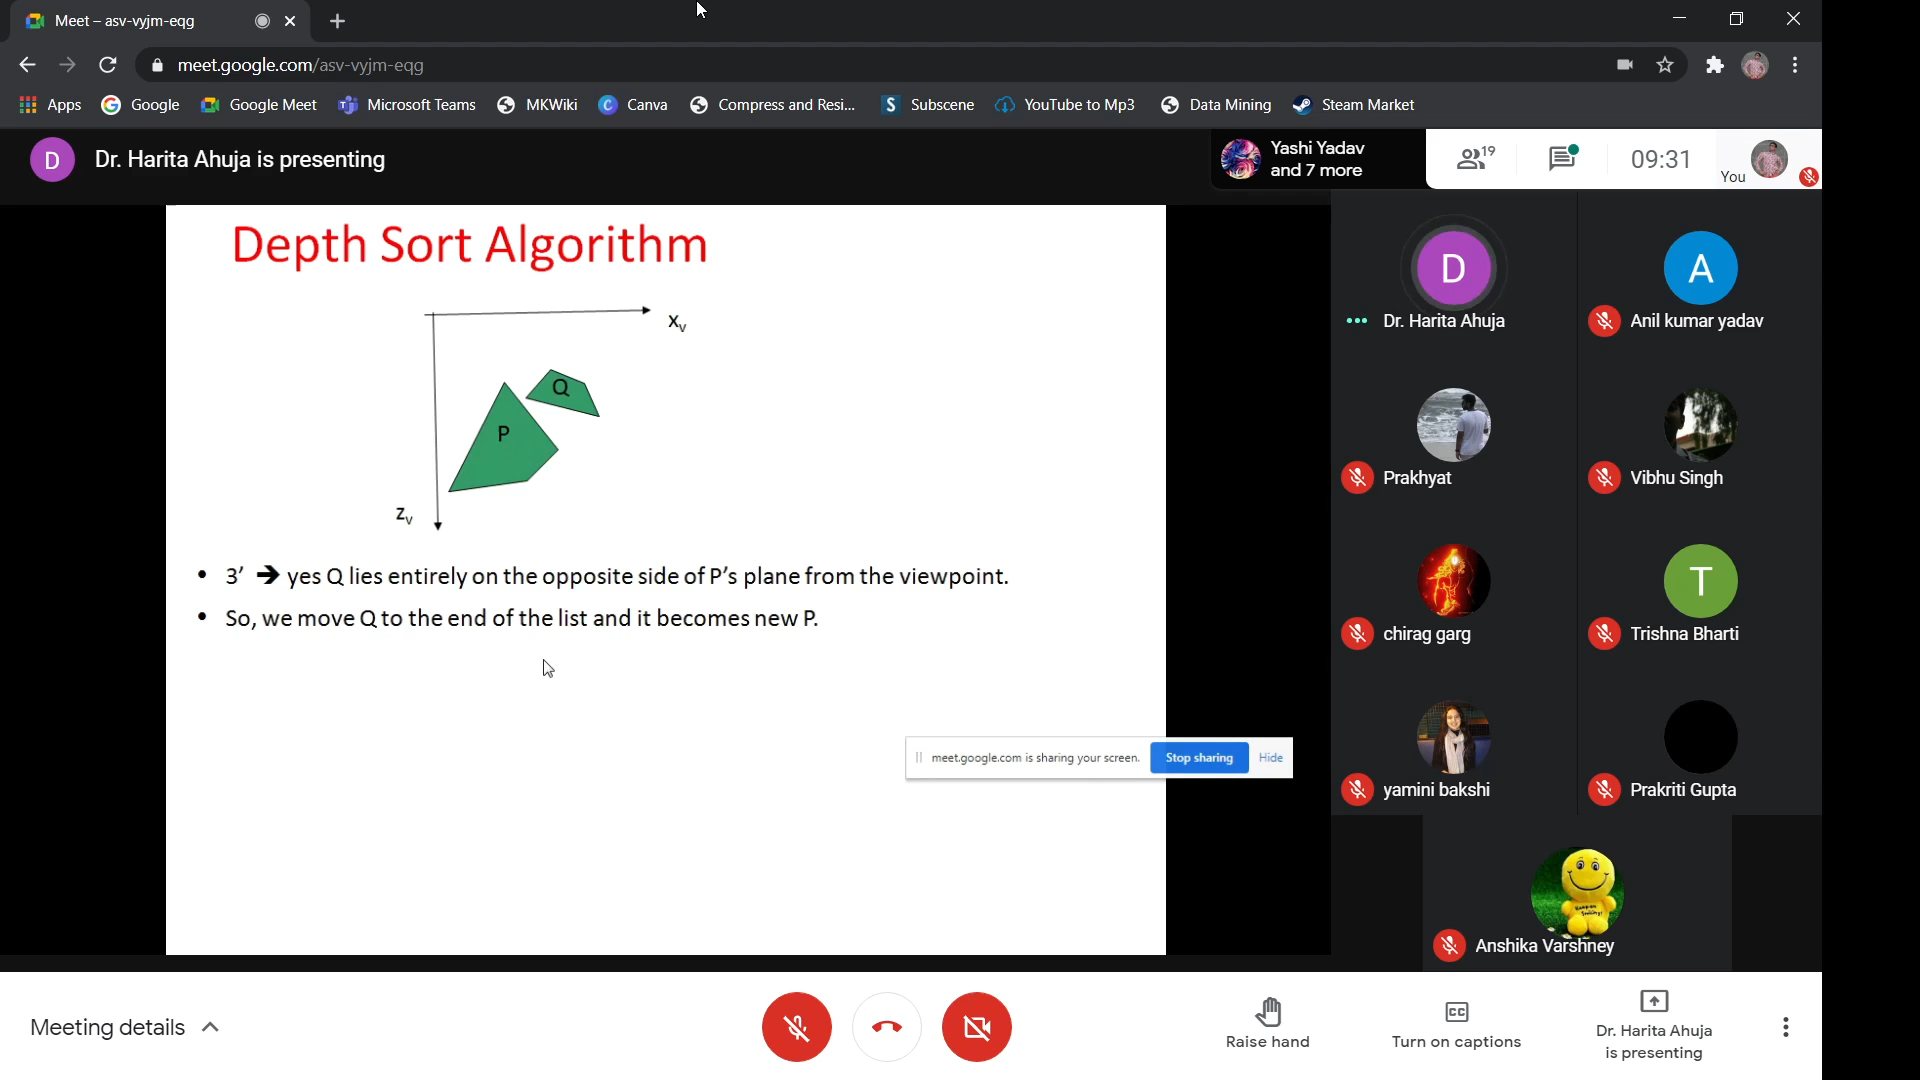 Meet – asv-vyjm-eqg
meet.google.com/asv-vyjm-eqg
Apps Google Google Meet Microsoft Teams MKWiki Canva Compress and Resi... Subscene YouTube to Mp3 Data Mining Steam Market
D Dr. Harita Ahuja is presenting
Yashi Yadav
and 7 more
19
09:31
You
Depth Sort Algorithm
xv
Q
P
zv
• 3' ➔ yes Q lies entirely on the opposite side of P's plane from the viewpoint.
• So, we move Q to the end of the list and it becomes new P.
meet.google.com is sharing your screen. Stop sharing Hide
D
Dr. Harita Ahuja
A
Anil kumar yadav
Prakhyat
Vibhu Singh
chirag garg
T
Trishna Bharti
yamini bakshi
Prakriti Gupta
Anshika Varshney
Meeting details
Raise hand
Turn on captions
Dr. Harita Ahuja
is presenting